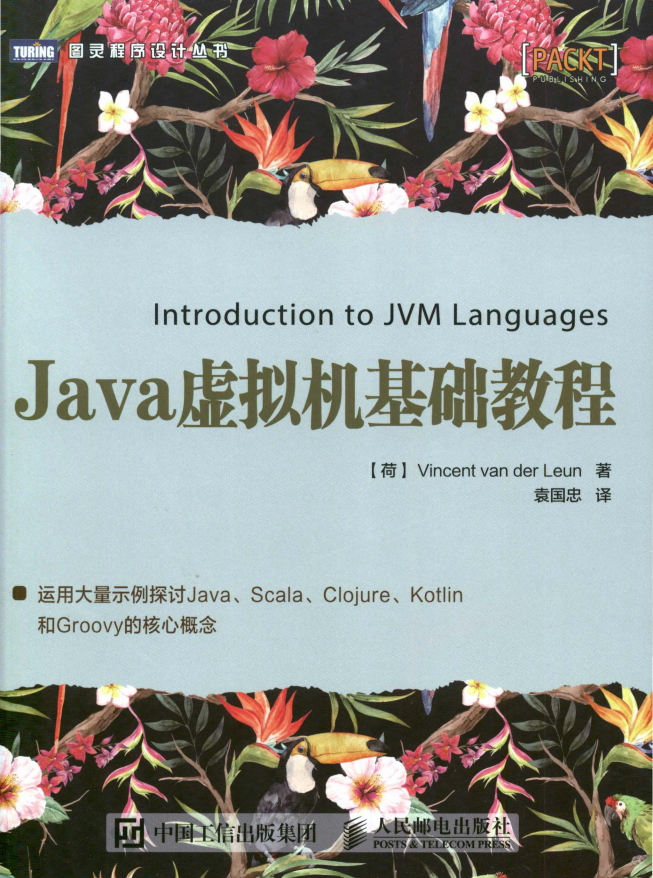 TURING 图灵程序设计丛书
[PACKT]
PUBLISHING
Introduction to JVM Languages
Java虚拟机基础教程
【荷】Vincent van der Leun 著
袁国忠 译
运用大量示例探讨Java、Scala、Clojure、Kotlin
和Groovy的核心概念
中国工信出版集团 人民邮电出版社
POSTS & TELECOM PRESS